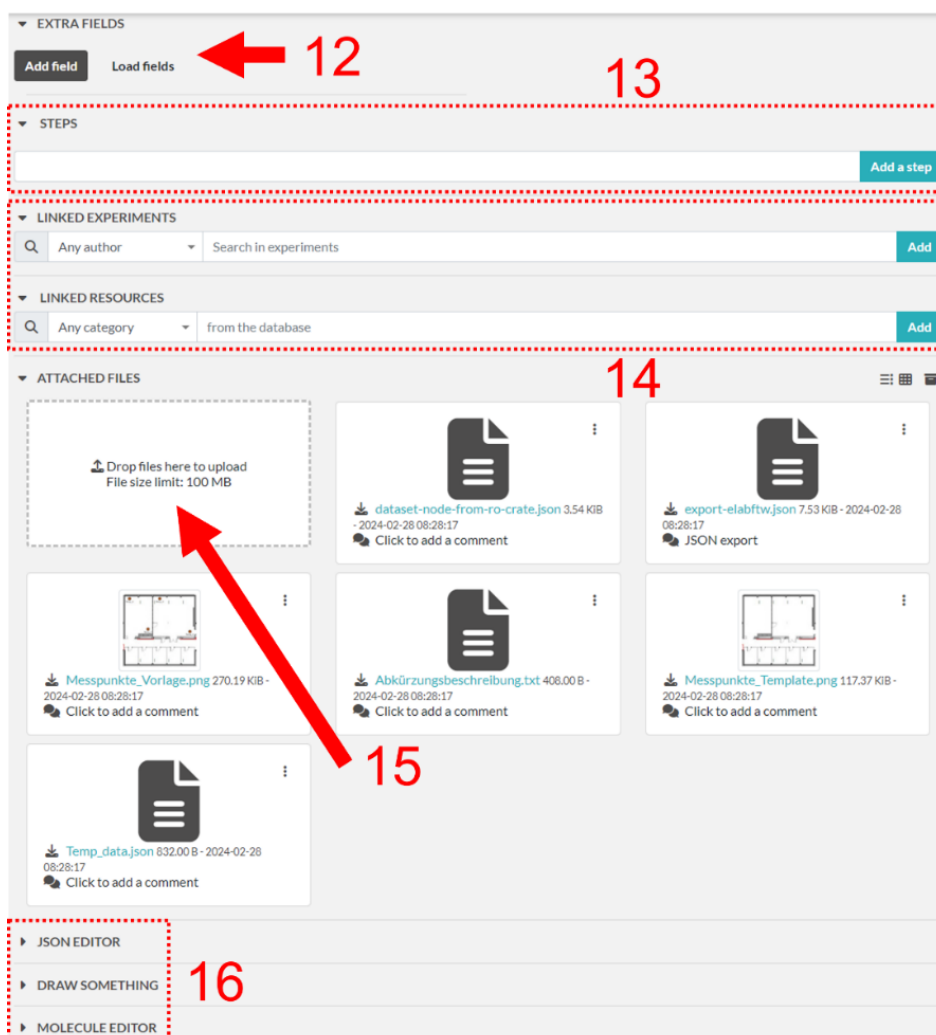 EXTRA FIELDS
Add field Load fields
12
13
STEPS
Add a step
LINKED EXPERIMENTS
Any author Search in experiments Add
LINKED RESOURCES
Any category from the database Add
14
ATTACHED FILES
Drop files here to upload
File size limit: 100 MB
dataset-node-from-ro-crate.json 3.54 KiB
- 2024-02-28 08:28:17
Click to add a comment
export-elabftw.json 7.53 KiB - 2024-02-28
08:28:17
JSON export
Messpunkte_Vorlage.png 270.19 KiB -
2024-02-28 08:28:17
Click to add a comment
Abkürzungsbeschreibung.txt 408.00 B -
2024-02-28 08:28:17
Click to add a comment
Messpunkte_Template.png 117.37 KiB -
2024-02-28 08:28:17
Click to add a comment
15
Temp_data.json 832.00 B - 2024-02-28
08:28:17
Click to add a comment
JSON EDITOR
DRAW SOMETHING
16
MOLECULE EDITOR